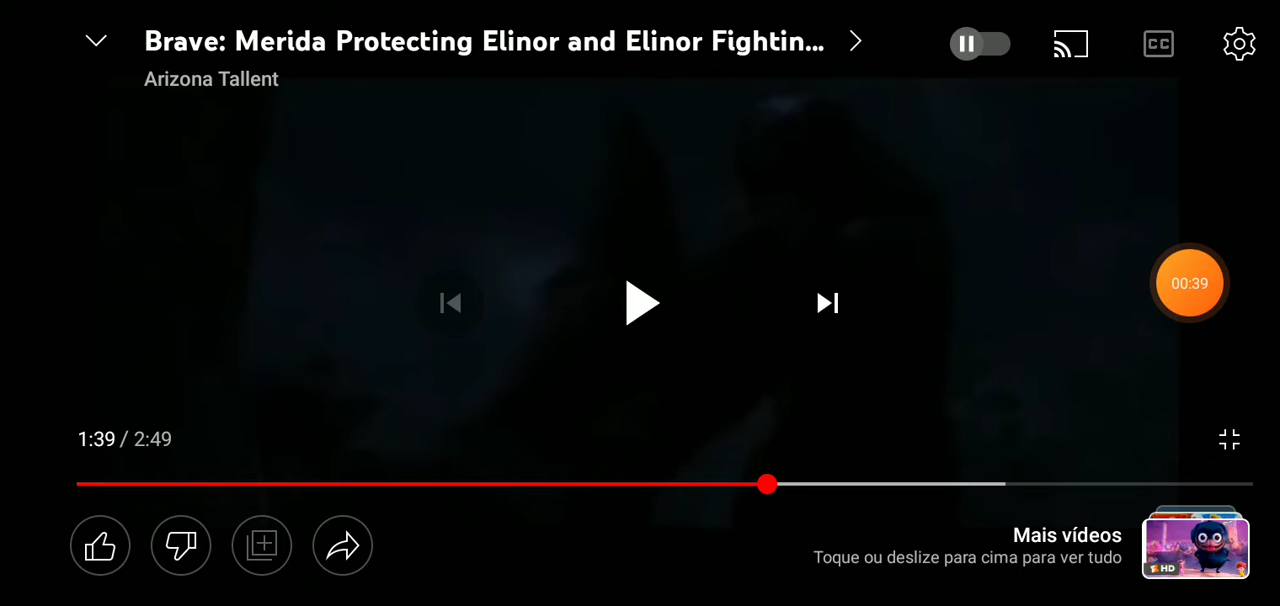 Brave: Merida Protecting Elinor and Elinor Fightin...
Arizona Tallent
CC
00:39
1:39 / 2:49
Mais vídeos
Toque ou deslize para cima para ver tudo
HD